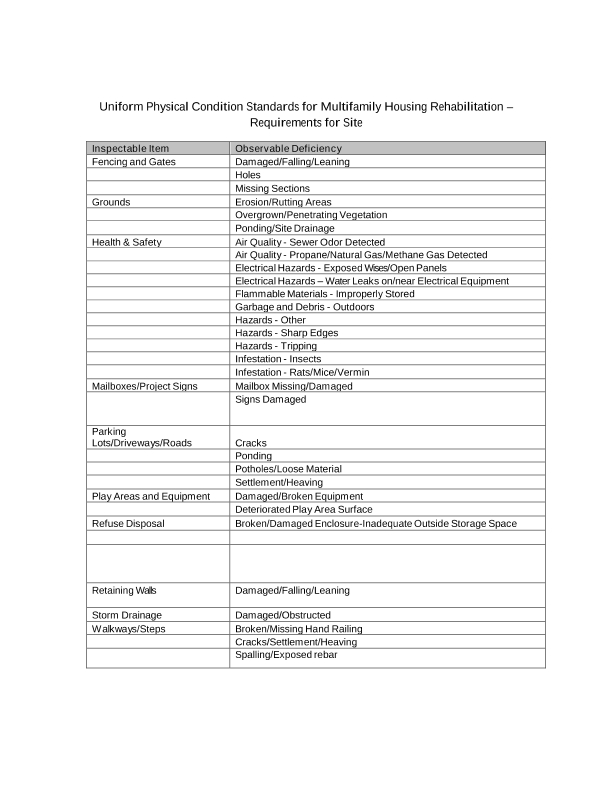 Uniform Physical Condition Standards for Multifamily Housing Rehabilitation –
Requirements for Site
Inspectable Item Observable Deficiency
Fencing and Gates Damaged/Falling/Leaning
Holes
Missing Sections
Grounds Erosion/Rutting Areas
Overgrown/Penetrating Vegetation
Ponding/Site Drainage
Health & Safety Air Quality - Sewer Odor Detected
Air Quality - Propane/Natural Gas/Methane Gas Detected
Electrical Hazards - Exposed Wises/Open Panels
Electrical Hazards – Water Leaks on/near Electrical Equipment
Flammable Materials - Improperly Stored
Garbage and Debris - Outdoors
Hazards - Other
Hazards - Sharp Edges
Hazards - Tripping
Infestation - Insects
Infestation - Rats/Mice/Vermin
Mailboxes/Project Signs Mailbox Missing/Damaged
Signs Damaged
Parking
Lots/Driveways/Roads Cracks
Ponding
Potholes/Loose Material
Settlement/Heaving
Play Areas and Equipment Damaged/Broken Equipment
Deteriorated Play Area Surface
Refuse Disposal Broken/Damaged Enclosure-Inadequate Outside Storage Space
Retaining Walls Damaged/Falling/Leaning
Storm Drainage Damaged/Obstructed
Walkways/Steps Broken/Missing Hand Railing
Cracks/Settlement/Heaving
Spalling/Exposed rebar